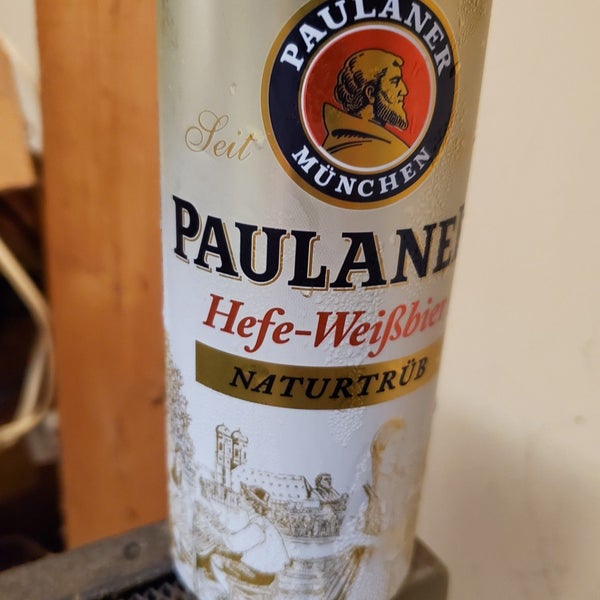 PAULANER
MÜNCHEN
Seit
PAULANE
Hefe-Weißbier
NATURTRÜB